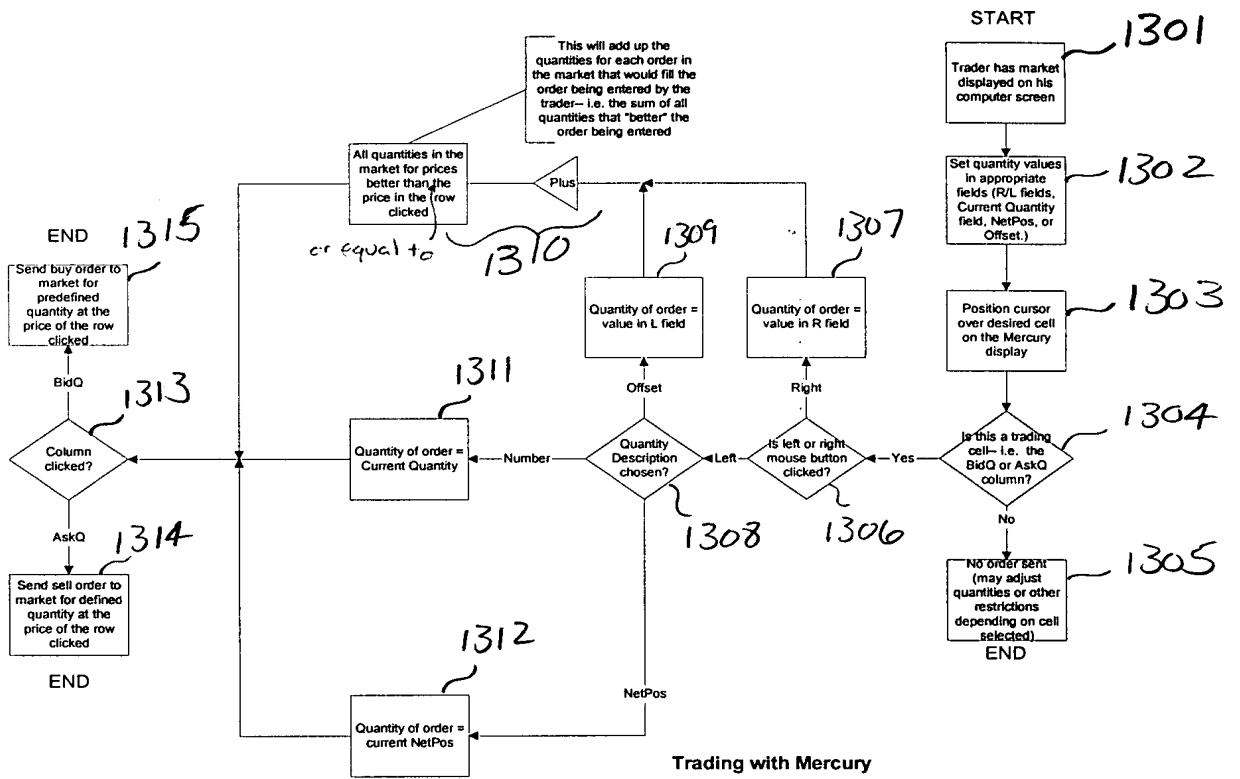 START
1301
Trader has market
displayed on his
computer screen
Set quantity values
in appropriate
fields (R/L fields,
Current Quantity
field, NetPos, or
Offset.)
1302
Position cursor
over desired cell
on the Mercury
display
1303
Is this a trading
cell– i.e. the
BidQ or AskQ
column?
1304
Yes
No
No order sent
(may adjust
quantities or other
restrictions
depending on cell
selected)
1305
END
Is left or right
mouse button
clicked?
1306
Right
Left
Quantity of order =
value in R field
1307
Quantity
Description
chosen?
1308
Offset
Number
NetPos
Quantity of order =
value in L field
1309
Plus
1310
All quantities in the
market for prices
better than the
price in the row
clicked
or equal to
This will add up the
quantities for each order in
the market that would fill the
order being entered by the
trader– i.e. the sum of all
quantities that "better" the
order being entered
Quantity of order =
Current Quantity
1311
Quantity of order =
current NetPos
1312
Column
clicked?
1313
BidQ
AskQ
Send sell order to
market for defined
quantity at the
price of the row
clicked
1314
END
END
1315
Send buy order to
market for
predefined
quantity at the
price of the row
clicked
Trading with Mercury